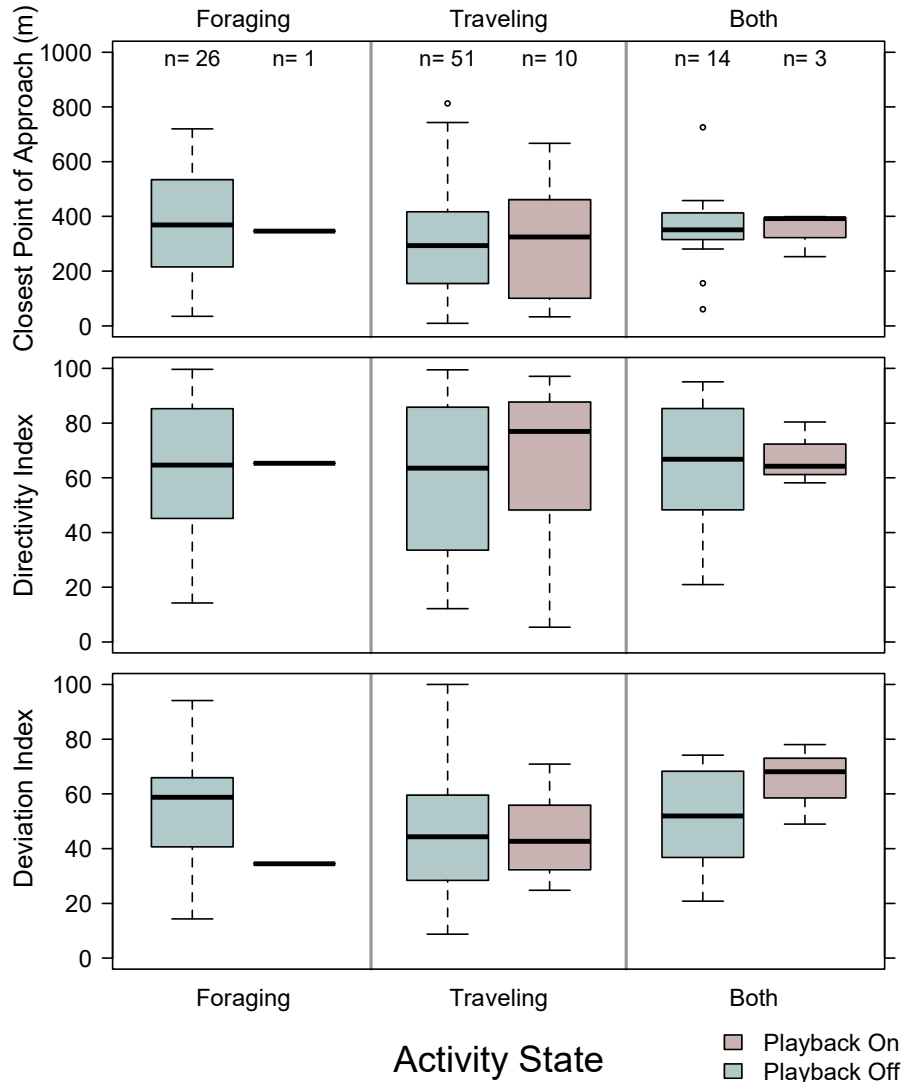 Foraging Traveling Both
Closest Point of Approach (m)
1000
800
600
400
200
0
n= 26 n= 1 n= 51 n= 10 n= 14 n= 3
Directivity Index
100
80
60
40
20
0
Deviation Index
100
80
60
40
20
0
Foraging Traveling Both
Activity State
Playback On
Playback Off